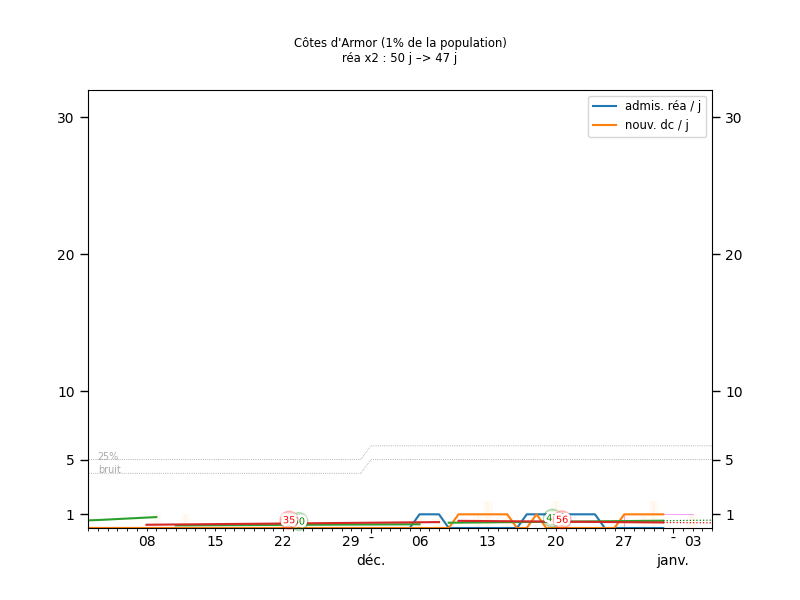 Côtes d'Armor (1% de la population)
réa x2 : 50 j –> 47 j
admis. réa / j
nouv. dc / j
30 30
20 20
10 10
5 5
1 1
25%
bruit
35
56
08 15 22 29 - 06 13 20 27 - 03
déc. janv.